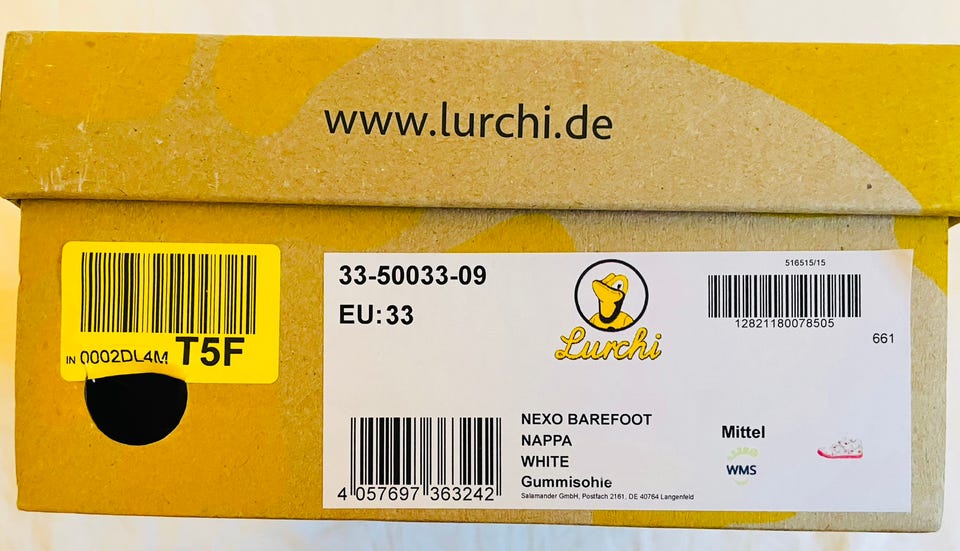 www.lurchi.de
IN 0002DL4M T5F
33-50033-09
EU: 33
Lurchi
516515/15
12821180078505
661
4 057697 363242
NEXO BAREFOOT
NAPPA
WHITE
Gummisohle
Salamander GmbH, Postfach 2161, DE 40764 Langenfeld
Mittel
WMS